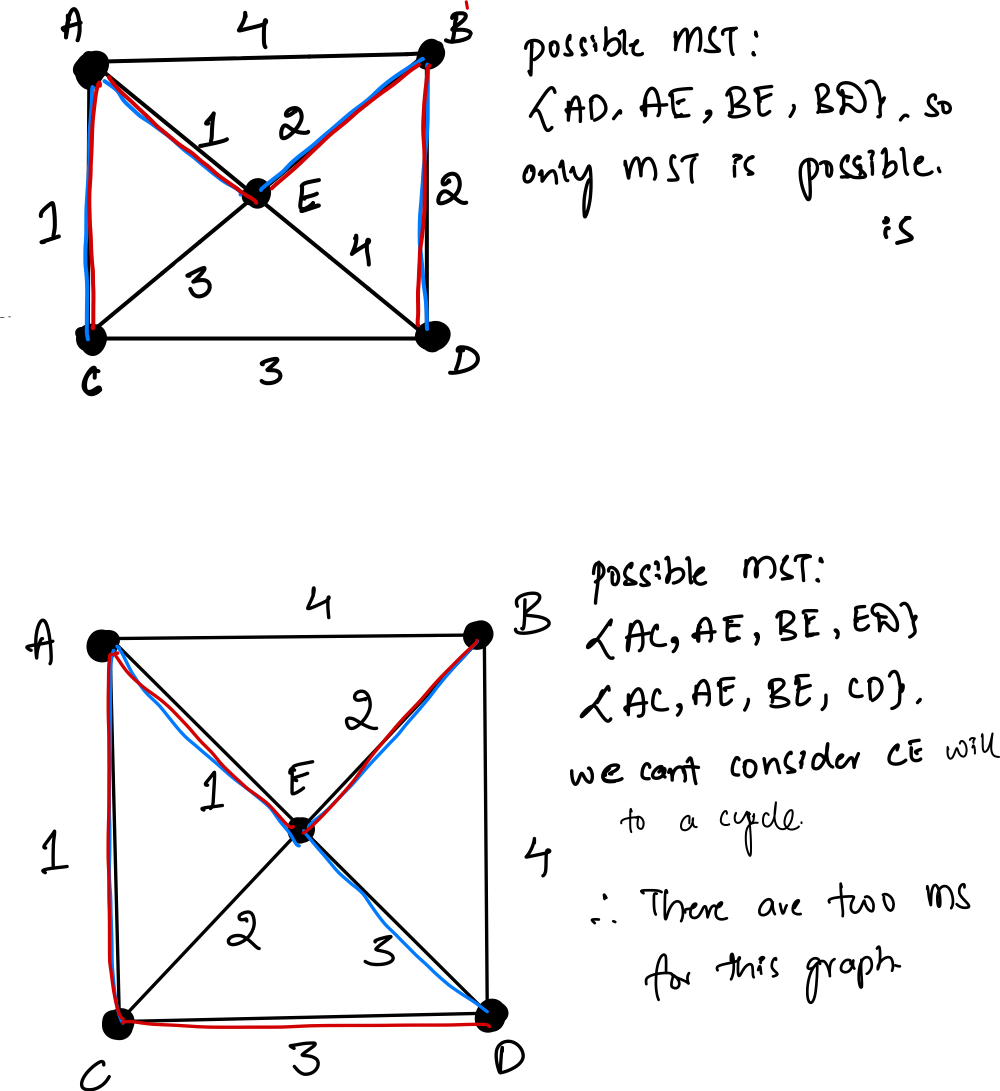 A 4 B
possible MST:
{AD, AE, BE, BD}, so
only MST is possible.
is
1 2
E
1 2
3 4
C 3 D
possible MST:
A 4 B
{AC, AE, BE, ED}
{AC, AE, BE, CD}.
2
1 E
we cant consider CE will
to a cycle.
1 4
∴ There are two MS
for this graph
2 3
C 3 D